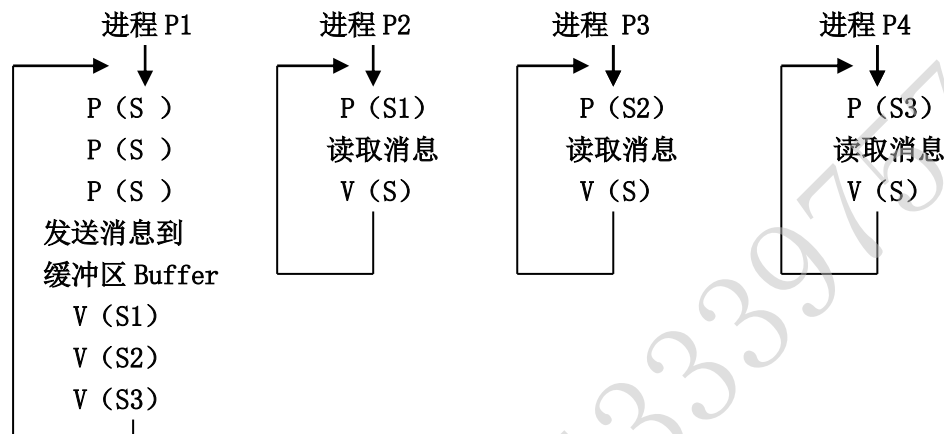 进程 P1
P（S ）
P（S ）
P（S ）
发送消息到
缓冲区 Buffer
V（S1）
V（S2）
V（S3）
进程 P2
P（S1）
读取消息
V（S）
进程 P3
P（S2）
读取消息
V（S）
进程 P4
P（S3）
读取消息
V（S）